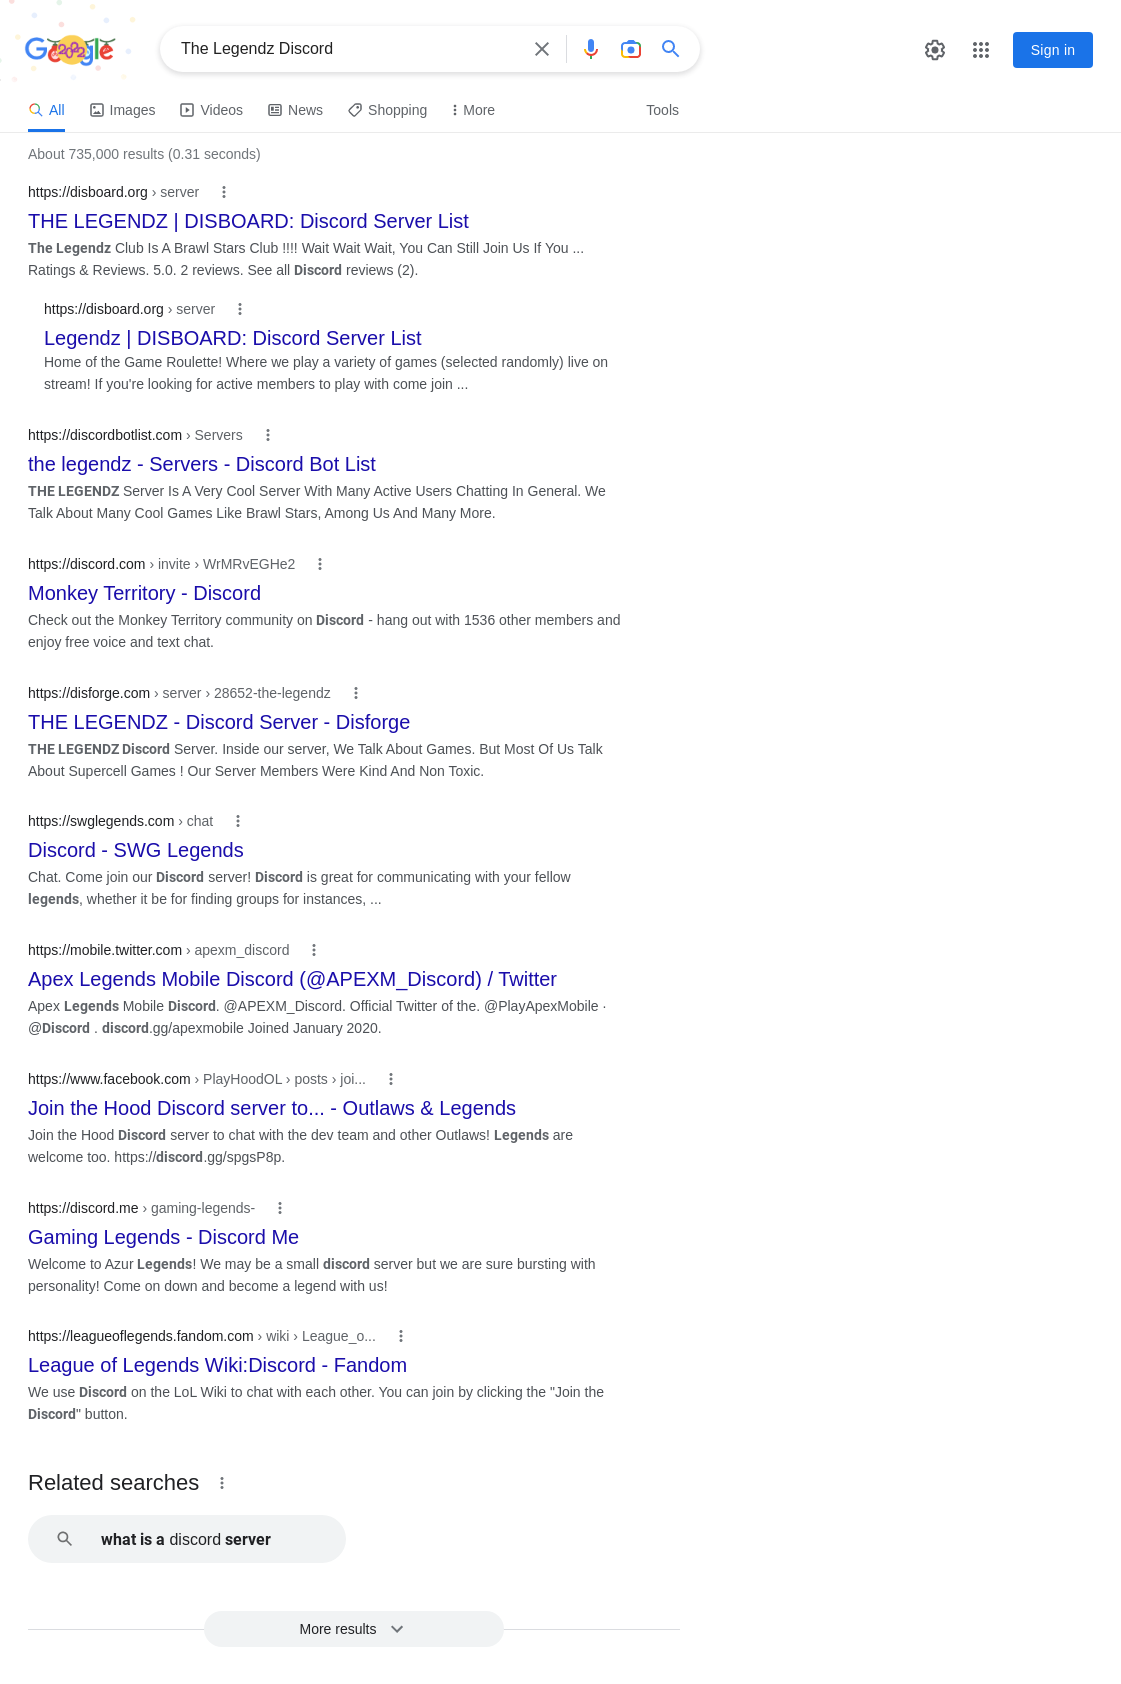 Google
The Legendz Discord
Sign in
All Images Videos News Shopping More Tools
About 735,000 results (0.31 seconds)
https://disboard.org › server
THE LEGENDZ | DISBOARD: Discord Server List
The Legendz Club Is A Brawl Stars Club !!!! Wait Wait Wait, You Can Still Join Us If You ...
Ratings & Reviews. 5.0. 2 reviews. See all Discord reviews (2).
https://disboard.org › server
Legendz | DISBOARD: Discord Server List
Home of the Game Roulette! Where we play a variety of games (selected randomly) live on
stream! If you're looking for active members to play with come join ...
https://discordbotlist.com › Servers
the legendz - Servers - Discord Bot List
THE LEGENDZ Server Is A Very Cool Server With Many Active Users Chatting In General. We
Talk About Many Cool Games Like Brawl Stars, Among Us And Many More.
https://discord.com › invite › WrMRvEGHe2
Monkey Territory - Discord
Check out the Monkey Territory community on Discord - hang out with 1536 other members and
enjoy free voice and text chat.
https://disforge.com › server › 28652-the-legendz
THE LEGENDZ - Discord Server - Disforge
THE LEGENDZ Discord Server. Inside our server, We Talk About Games. But Most Of Us Talk
About Supercell Games ! Our Server Members Were Kind And Non Toxic.
https://swglegends.com › chat
Discord - SWG Legends
Chat. Come join our Discord server! Discord is great for communicating with your fellow
legends, whether it be for finding groups for instances, ...
https://mobile.twitter.com › apexm_discord
Apex Legends Mobile Discord (@APEXM_Discord) / Twitter
Apex Legends Mobile Discord. @APEXM_Discord. Official Twitter of the. @PlayApexMobile ·
@Discord . discord.gg/apexmobile Joined January 2020.
https://www.facebook.com › PlayHoodOL › posts › joi...
Join the Hood Discord server to... - Outlaws & Legends
Join the Hood Discord server to chat with the dev team and other Outlaws! Legends are
welcome too. https://discord.gg/spgsP8p.
https://discord.me › gaming-legends-
Gaming Legends - Discord Me
Welcome to Azur Legends! We may be a small discord server but we are sure bursting with
personality! Come on down and become a legend with us!
https://leagueoflegends.fandom.com › wiki › League_o...
League of Legends Wiki:Discord - Fandom
We use Discord on the LoL Wiki to chat with each other. You can join by clicking the "Join the
Discord" button.
Related searches
what is a discord server
More results